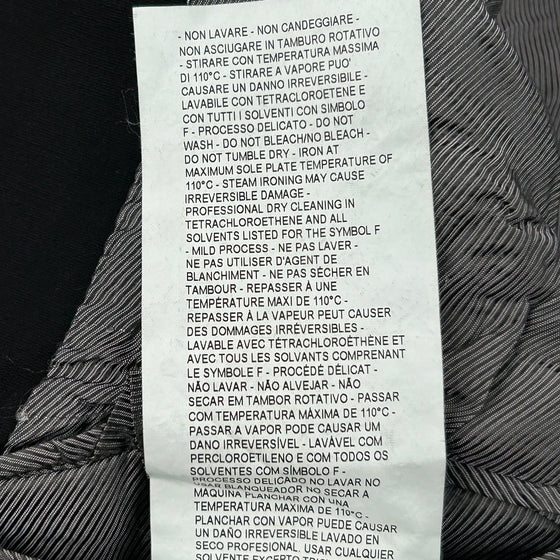 - NON LAVARE - NON CANDEGGIARE -
NON ASCIUGARE IN TAMBURO ROTATIVO
- STIRARE CON TEMPERATURA MASSIMA
DI 110°C - STIRARE A VAPORE PUO'
CAUSARE UN DANNO IRREVERSIBILE -
LAVABILE CON TETRACLOROETENE E
CON TUTTI I SOLVENTI CON SIMBOLO
F - PROCESSO DELICATO - DO NOT
WASH - DO NOT BLEACH/NO BLEACH -
DO NOT TUMBLE DRY - IRON AT
MAXIMUM SOLE PLATE TEMPERATURE OF
110°C - STEAM IRONING MAY CAUSE
IRREVERSIBLE DAMAGE -
PROFESSIONAL DRY CLEANING IN
TETRACHLOROETHENE AND ALL
SOLVENTS LISTED FOR THE SYMBOL F
- MILD PROCESS - NE PAS LAVER -
NE PAS UTILISER D'AGENT DE
BLANCHIMENT - NE PAS SÉCHER EN
TAMBOUR - REPASSER À UNE
TEMPÉRATURE MAXI DE 110°C -
REPASSER À LA VAPEUR PEUT CAUSER
DES DOMMAGES IRRÉVERSIBLES -
LAVABLE AVEC TÉTRACHLOROÉTHÈNE ET
AVEC TOUS LES SOLVANTS COMPRENANT
LE SYMBOLE F - PROCÉDÉ DÉLICAT -
NÃO LAVAR - NÃO ALVEJAR - NÃO
SECAR EM TAMBOR ROTATIVO - PASSAR
COM TEMPERATURA MÁXIMA DE 110°C -
PASSAR A VAPOR PODE CAUSAR UM
DANO IRREVERSÍVEL - LAVÁVEL COM
PERCLOROETILENO E COM TODOS OS
SOLVENTES COM SÍMBOLO F -
PROCESSO DELICADO NO LAVAR NO
USAR BLANQUEADOR NO SECAR A
MÁQUINA PLANCHAR CON UNA
TEMPERATURA MAXIMA DE 110°C -
PLANCHAR CON VAPOR PUEDE CAUSAR
UN DAÑO IRREVERSIBLE LAVADO EN
SECO PROFESIONAL. USAR CUALQUIER
SOLVENTE EXCEPTO